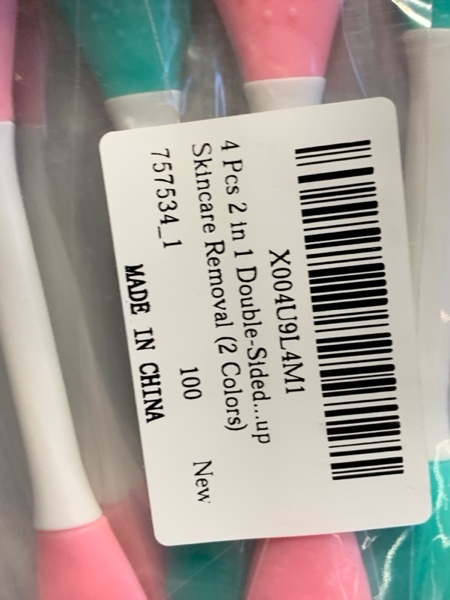 X004U9L4M1
4 Pcs 2 in 1 Double-Sided...up
Skincare Removal (2 Colors)
757534_1 100 New
MADE IN CHINA